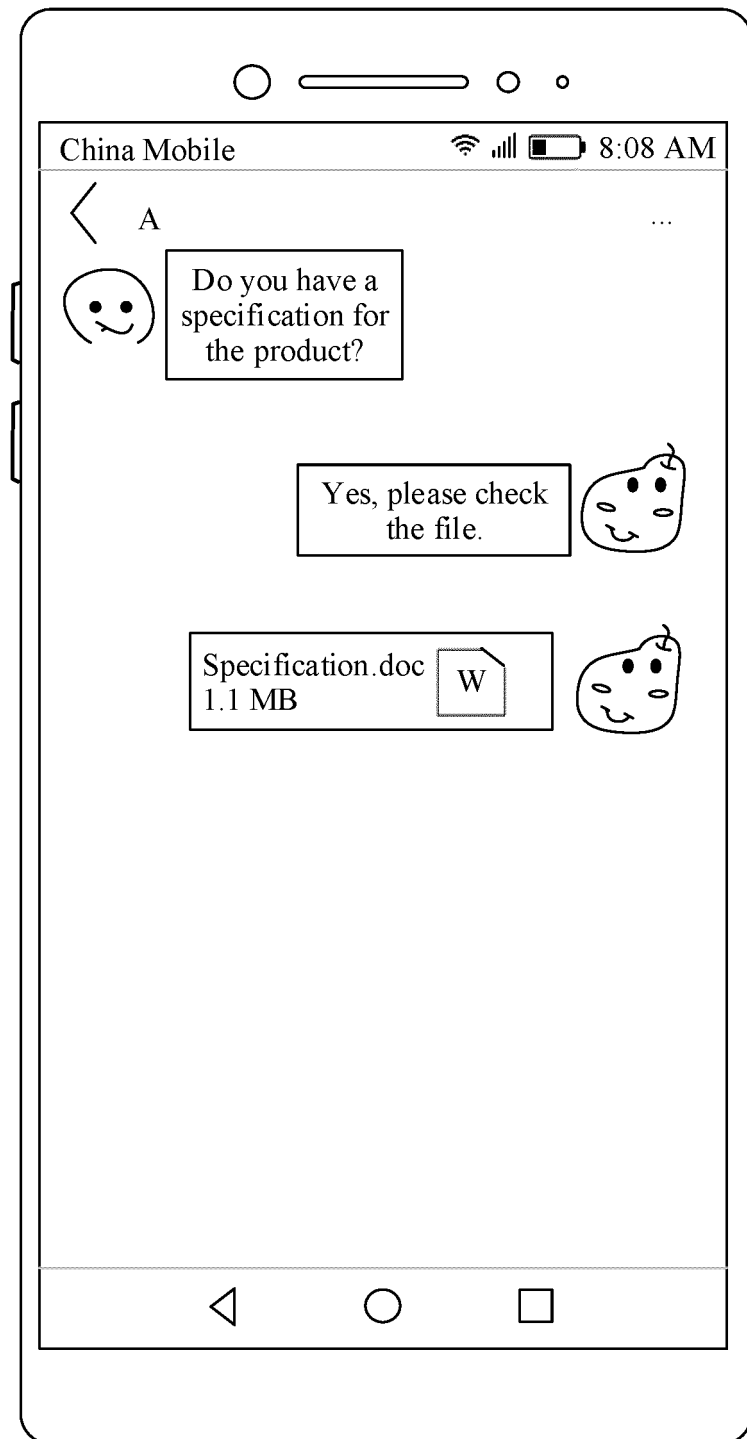 China Mobile 8:08 AM
A ...
Do you have a
specification for
the product?
Yes, please check
the file.
Specification.doc
1.1 MB
W